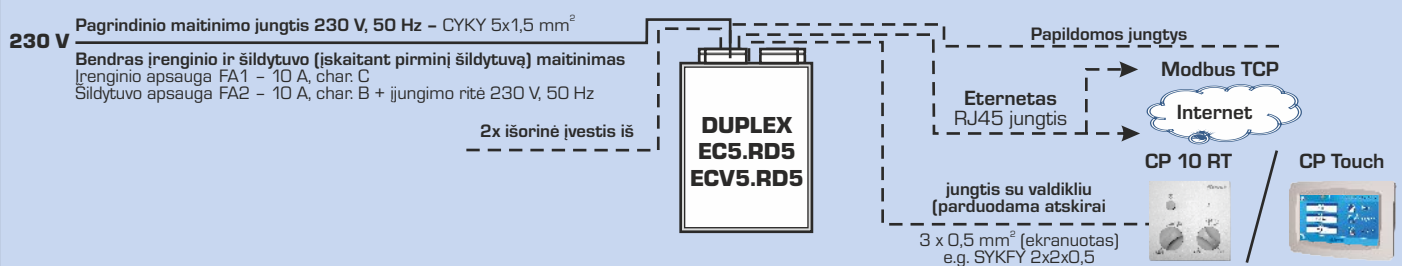 Pagrindinio maitinimo jungtis 230 V, 50 Hz – CYKY 5x1,5 mm²
230 V
Bendras įrenginio ir šildytuvo (įskaitant pirminį šildytuvą) maitinimas
Įrenginio apsauga FA1 – 10 A, char. C
Šildytuvo apsauga FA2 – 10 A, char. B + įjungimo ritė 230 V, 50 Hz
2x išorinė įvestis iš
DUPLEX
EC5.RD5
ECV5.RD5
Papildomos jungtys
Modbus TCP
Eternetas
RJ45 jungtis
Internet
CP 10 RT
CP Touch
jungtis su valdikliu
(parduodama atskirai
3 x 0,5 mm² (ekranuotas)
e.g. SYKFY 2x2x0,5